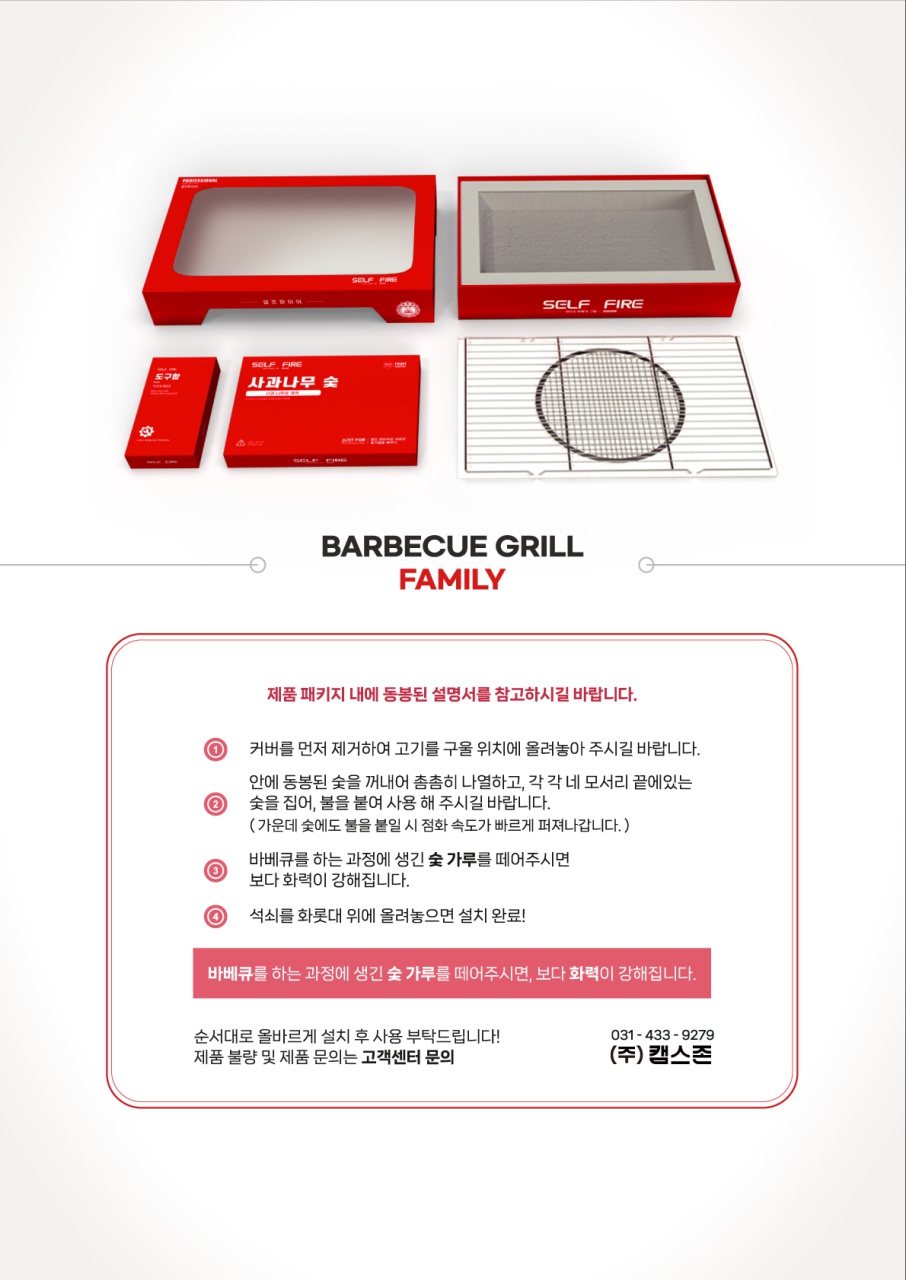 PROFESSIONAL
SELF FIRE
셀프파이어
SELF FIRE
SELF FIRE
도구함
TOOLBOX
SELF FIRE
SELF FIRE
사과나무 숯
JUST FOR
SELF FIRE
BARBECUE GRILL
FAMILY
제품 패키지 내에 동봉된 설명서를 참고하시길 바랍니다.
1 커버를 먼저 제거하여 고기를 구울 위치에 올려놓아 주시길 바랍니다.
안에 동봉된 숯을 꺼내어 촘촘히 나열하고, 각 각 네 모서리 끝에있는
2 숯을 집어, 불을 붙여 사용 해 주시길 바랍니다.
( 가운데 숯에도 불을 붙일 시 점화 속도가 빠르게 퍼져나갑니다. )
3 바베큐를 하는 과정에 생긴 숯 가루를 떼어주시면
보다 화력이 강해집니다.
4 석쇠를 화롯대 위에 올려놓으면 설치 완료!
바베큐를 하는 과정에 생긴 숯 가루를 떼어주시면, 보다 화력이 강해집니다.
순서대로 올바르게 설치 후 사용 부탁드립니다!
제품 불량 및 제품 문의는 고객센터 문의
031 - 433 - 9279
(주) 캠스존